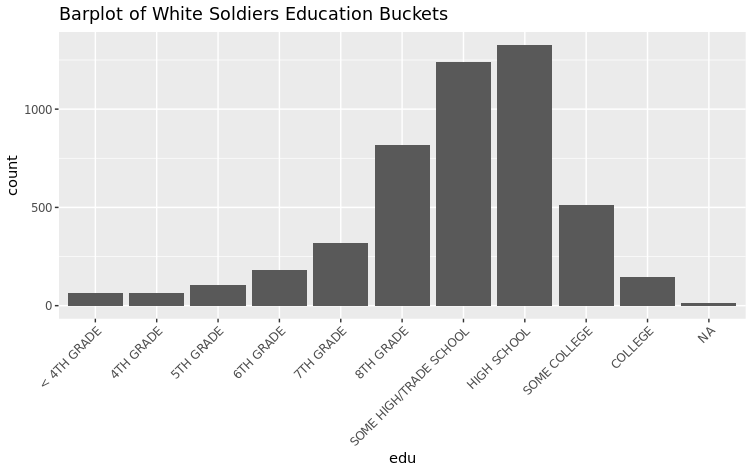 Barplot of White Soldiers Education Buckets
count
1000
500
0
< 4TH GRADE
4TH GRADE
5TH GRADE
6TH GRADE
7TH GRADE
8TH GRADE
SOME HIGH/TRADE SCHOOL
HIGH SCHOOL
SOME COLLEGE
COLLEGE
NA
edu